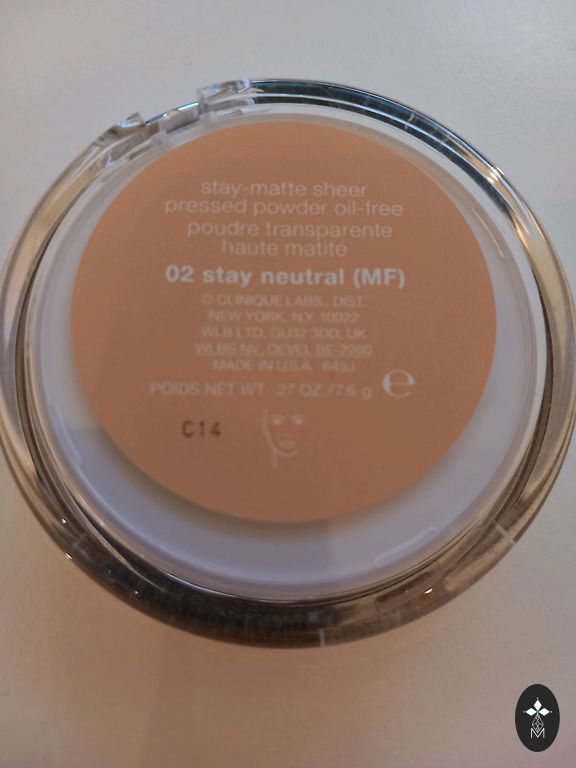 stay-matte sheer
pressed powder oil-free
poudre transparente
haute matité
02 stay neutral (MF)
© CLINIQUE LABS., DIST.
NEW YORK, N.Y. 10022
WLB LTD, GU32 3DD, UK
WLBS NV, OEVEL BE-2260
MADE IN U.S.A. 645J
POIDS NET WT. .27 OZ./7.6 g e
C14
M